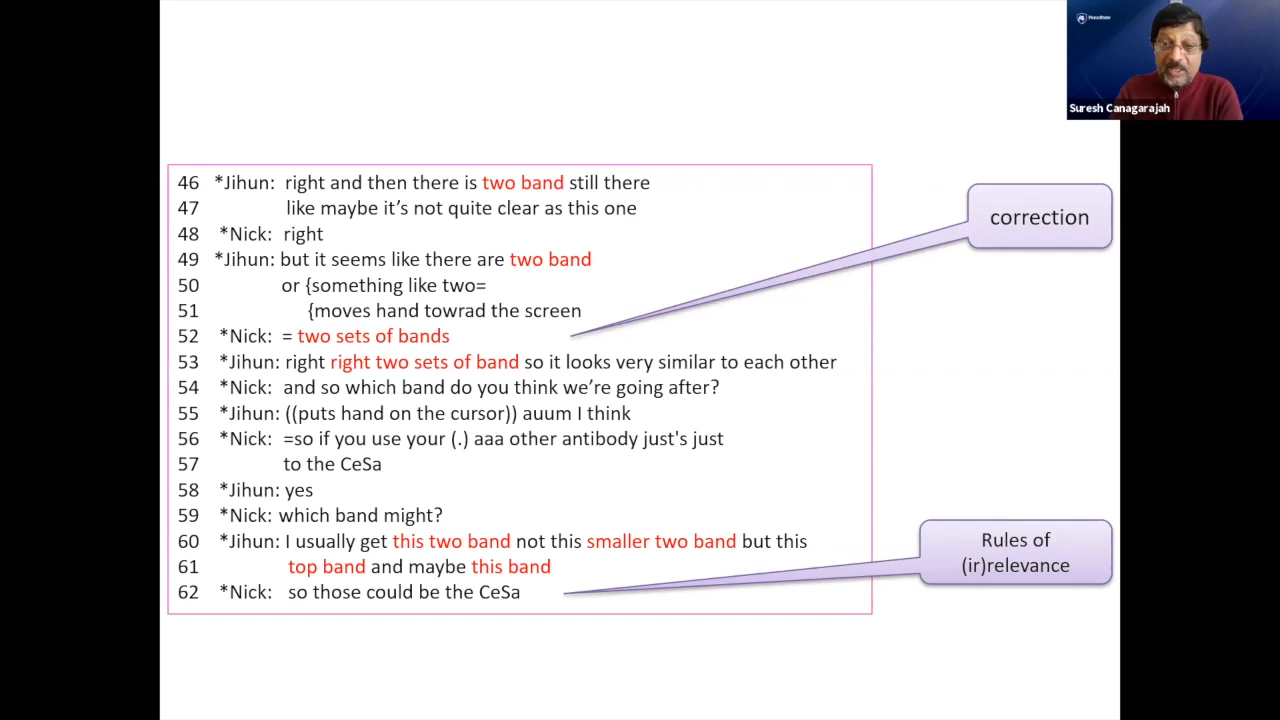 PennState
Suresh Canagarajah
46 *Jihun: right and then there is two band still there
47 like maybe it’s not quite clear as this one
48 *Nick: right
49 *Jihun: but it seems like there are two band
50 or {something like two=
51 {moves hand towrad the screen
52 *Nick: = two sets of bands
53 *Jihun: right right two sets of band so it looks very similar to each other
54 *Nick: and so which band do you think we’re going after?
55 *Jihun: ((puts hand on the cursor)) auum I think
56 *Nick: =so if you use your (.) aaa other antibody just's just
57 to the CeSa
58 *Jihun: yes
59 *Nick: which band might?
60 *Jihun: I usually get this two band not this smaller two band but this
61 top band and maybe this band
62 *Nick: so those could be the CeSa
correction
Rules of
(ir)relevance